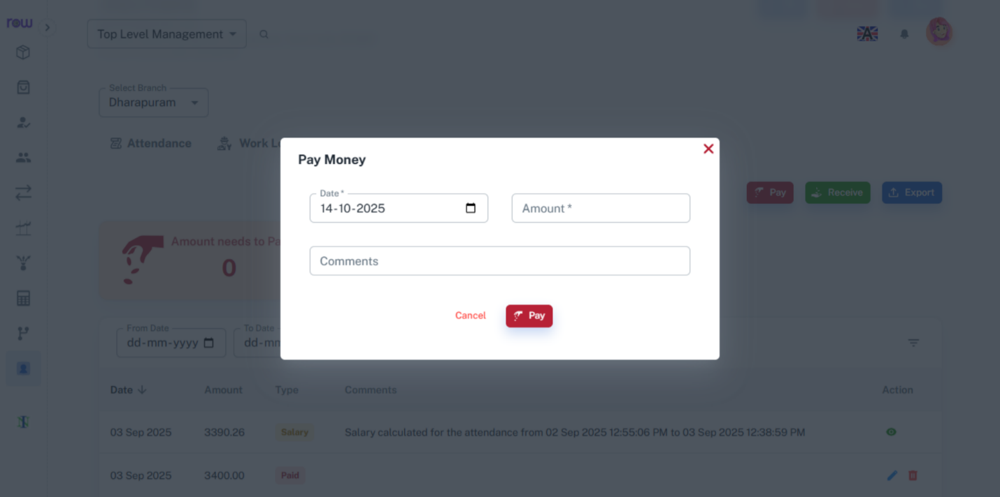 row
Top Level Management
A
Select Branch
Dharapuram
Attendance
Work L
Pay Money
Date *
14-10-2025
Amount *
Comments
Cancel
Pay
Pay
Receive
Export
Amount needs to Pa
0
From Date
dd-mm-yyyy
To Date
dd-mm
Date
Amount
Type
Comments
Action
03 Sep 2025
3390.26
Salary
Salary calculated for the attendance from 02 Sep 2025 12:55:06 PM to 03 Sep 2025 12:38:59 PM
03 Sep 2025
3400.00
Paid